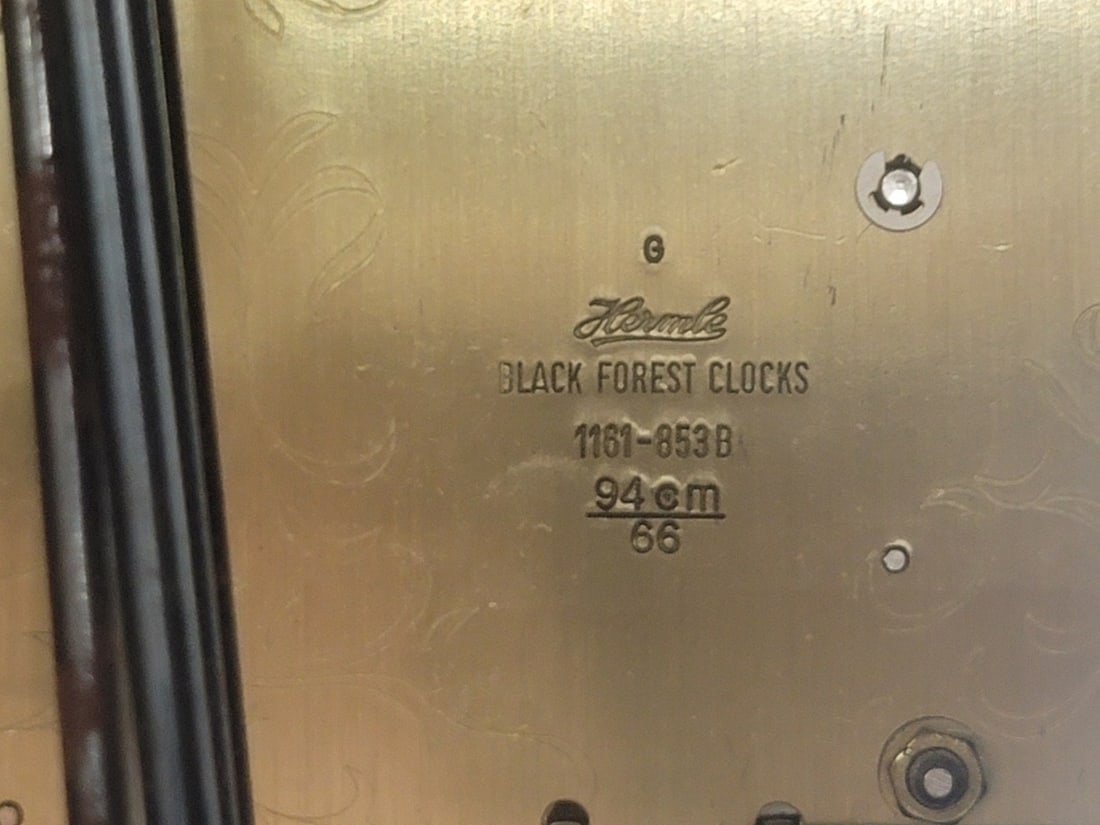 G
Hermle
BLACK FOREST CLOCKS
1161-853B
94cm
66